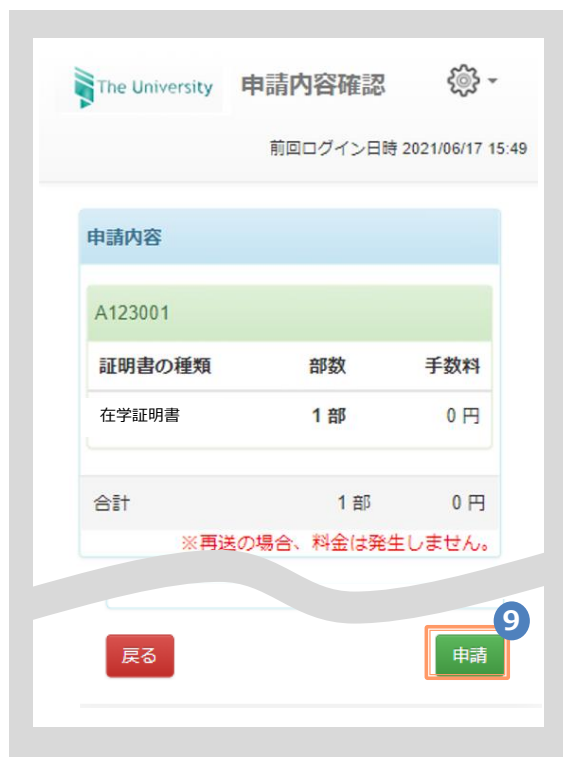 The University 申請内容確認
前回ログイン日時 2021/06/17 15:49
申請内容
A123001
証明書の種類 部数 手数料
在学証明書 1 部 0 円
合計 1 部 0 円
※再送の場合、料金は発生しません。
9
戻る 申請